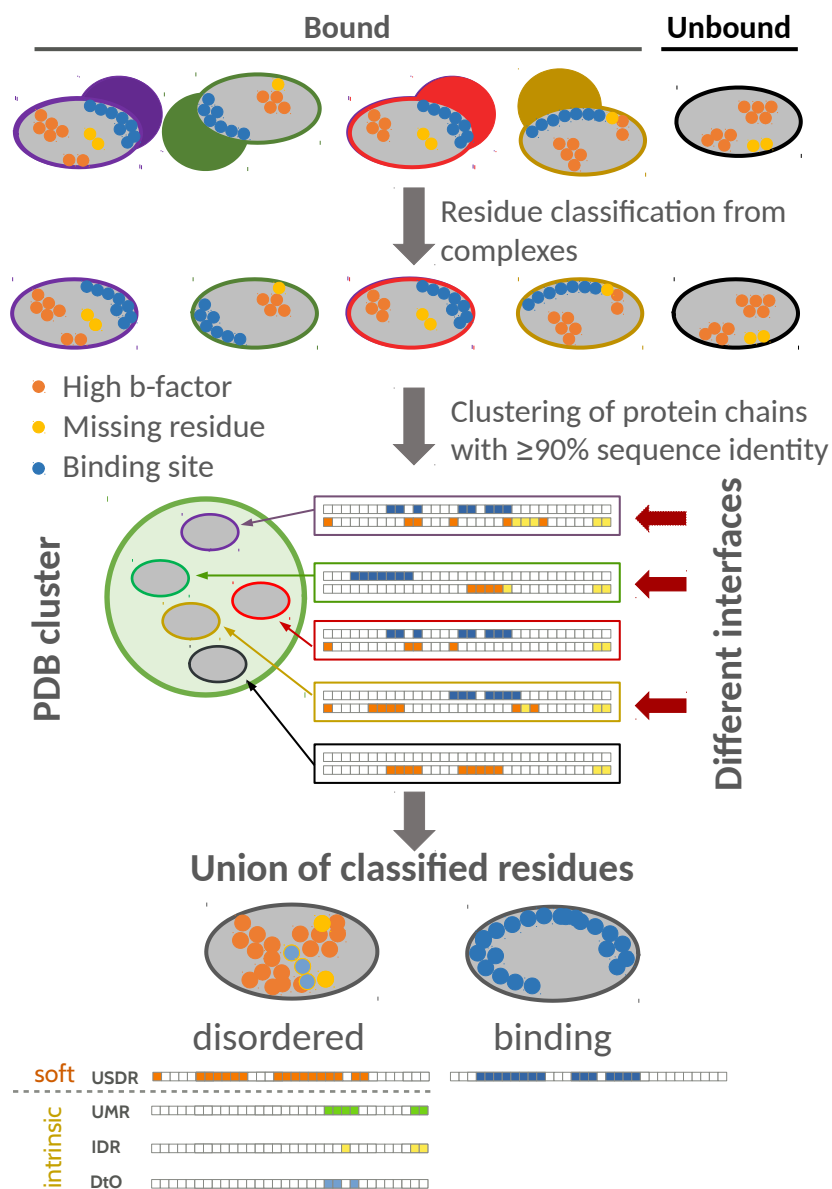 Bound
Unbound
Residue classification from
complexes
High b-factor
Missing residue
Binding site
Clustering of protein chains
with ≥90% sequence identity
PDB cluster
Different interfaces
Union of classified residues
disordered
binding
soft
USDR
intrinsic
UMR
IDR
DtO